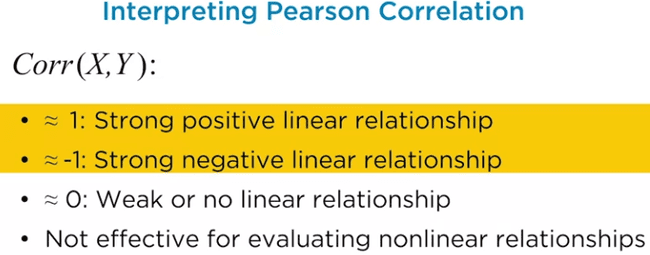 Interpreting Pearson Correlation
Corr(X,Y):
• ≈ 1: Strong positive linear relationship
• ≈ -1: Strong negative linear relationship
• ≈ 0: Weak or no linear relationship
• Not effective for evaluating nonlinear relationships